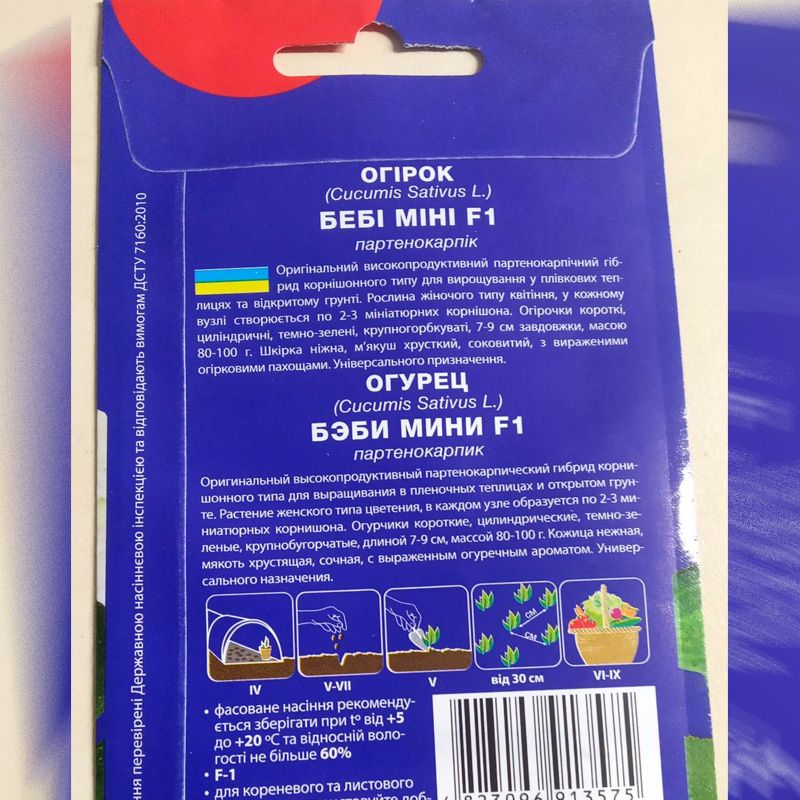 ОГІРОК
(Cucumis Sativus L.)
БЕБІ МІНІ F1
партенокарпік
Оригінальний високопродуктивний партенокарпічний гіб-
рид корнішонного типу для вирощування у плівкових теп-
лицях та відкритому грунті. Рослина жіночого типу квітіння, у кожному
вузлі створюється по 2-3 мініатюрних корнішона. Огірочки короткі,
циліндричні, темно-зелені, крупногорбкуваті, 7-9 см завдовжки, масою
80-100 г. Шкірка ніжна, м'якуш хрусткий, соковитий, з вираженими
огірковими пахощами. Універсального призначення.
ОГУРЕЦ
(Cucumis Sativus L.)
БЭБИ МИНИ F1
партенокарпик
Оригинальный высокопродуктивный партенокарпический гибрид корни-
шонного типа для выращивания в пленочных теплицах и открытом грун-
те. Растение женского типа цветения, в каждом узле образуется по 2-3 ми-
ниатюрных корнишона. Огурчики короткие, цилиндрические, темно-зе-
леные, крупнобугорчатые, длиной 7-9 см, массой 80-100 г. Кожица нежная,
мякоть хрустящая, сочная, с выраженным огуречным ароматом. Универ-
сального назначения.
см
см
IV V-VII V від 30 см VI-IX
• фасоване насіння рекоменду-
ється зберігати при tº від +5
до +20 ºС та відносній воло-
гості не більше 60%
• F-1
• для кореневого та листового
4 823096 913575
перевірені Державною насіннєвою інспекцією та відповідають вимогам ДСТУ 7160:2010